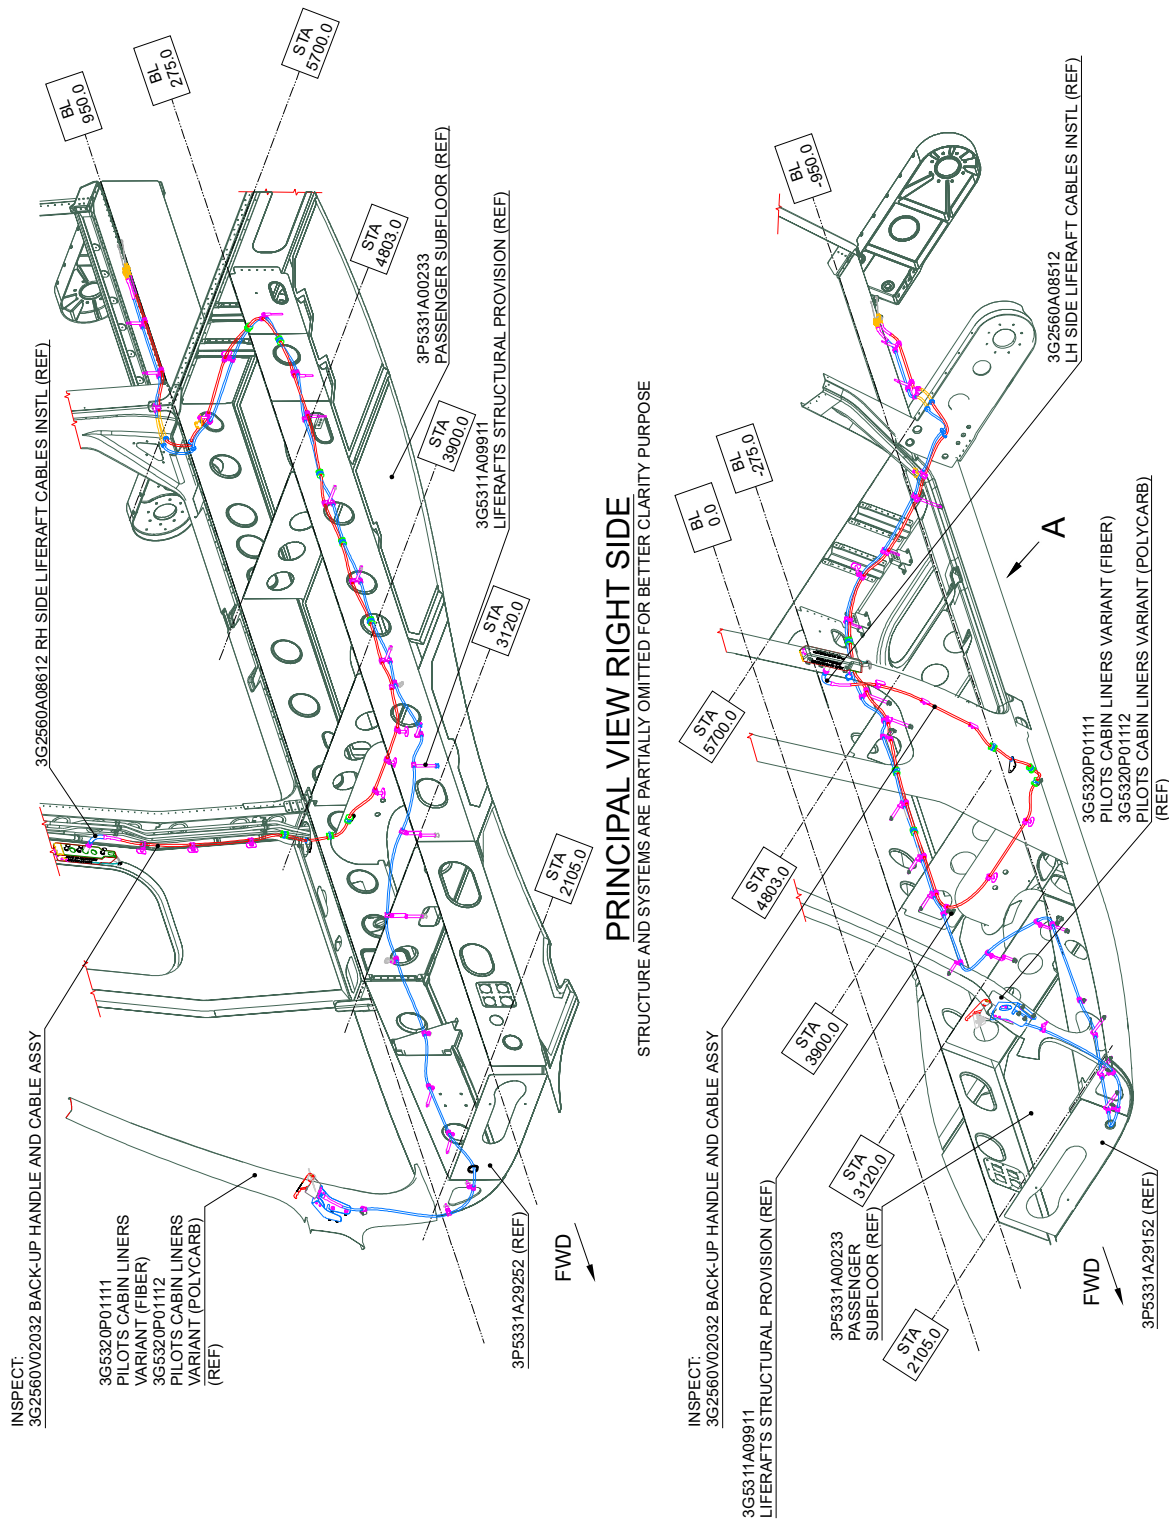 INSPECT:
3G2560V02032 BACK-UP HANDLE AND CABLE ASSY
3G2560A08612 RH SIDE LIFERAFT CABLES INSTL (REF)
BL
950.0
BL
275.0
STA
5700.0
STA
4803.0
3P5331A00233
PASSENGER SUBFLOOR (REF)
STA
3900.0
3G5311A09911
LIFERAFTS STRUCTURAL PROVISION (REF)
STA
3120.0
STA
2105.0
3G5320P01111
PILOTS CABIN LINERS
VARIANT (FIBER)
3G5320P01112
PILOTS CABIN LINERS
VARIANT (POLYCARB)
(REF)
3P5331A29252 (REF)
FWD
PRINCIPAL VIEW RIGHT SIDE
STRUCTURE AND SYSTEMS ARE PARTIALLY OMITTED FOR BETTER CLARITY PURPOSE
INSPECT:
3G2560V02032 BACK-UP HANDLE AND CABLE ASSY
3G5311A09911
LIFERAFTS STRUCTURAL PROVISION (REF)
BL
0.0
BL
-275.0
BL
-950.0
3G2560A08512
LH SIDE LIFERAFT CABLES INSTL (REF)
STA
5700.0
STA
4803.0
STA
3900.0
STA
3120.0
STA
2105.0
A
3G5320P01111
PILOTS CABIN LINERS VARIANT (FIBER)
3G5320P01112
PILOTS CABIN LINERS VARIANT (POLYCARB)
(REF)
3P5331A00233
PASSENGER
SUBFLOOR (REF)
FWD
3P5331A29152 (REF)